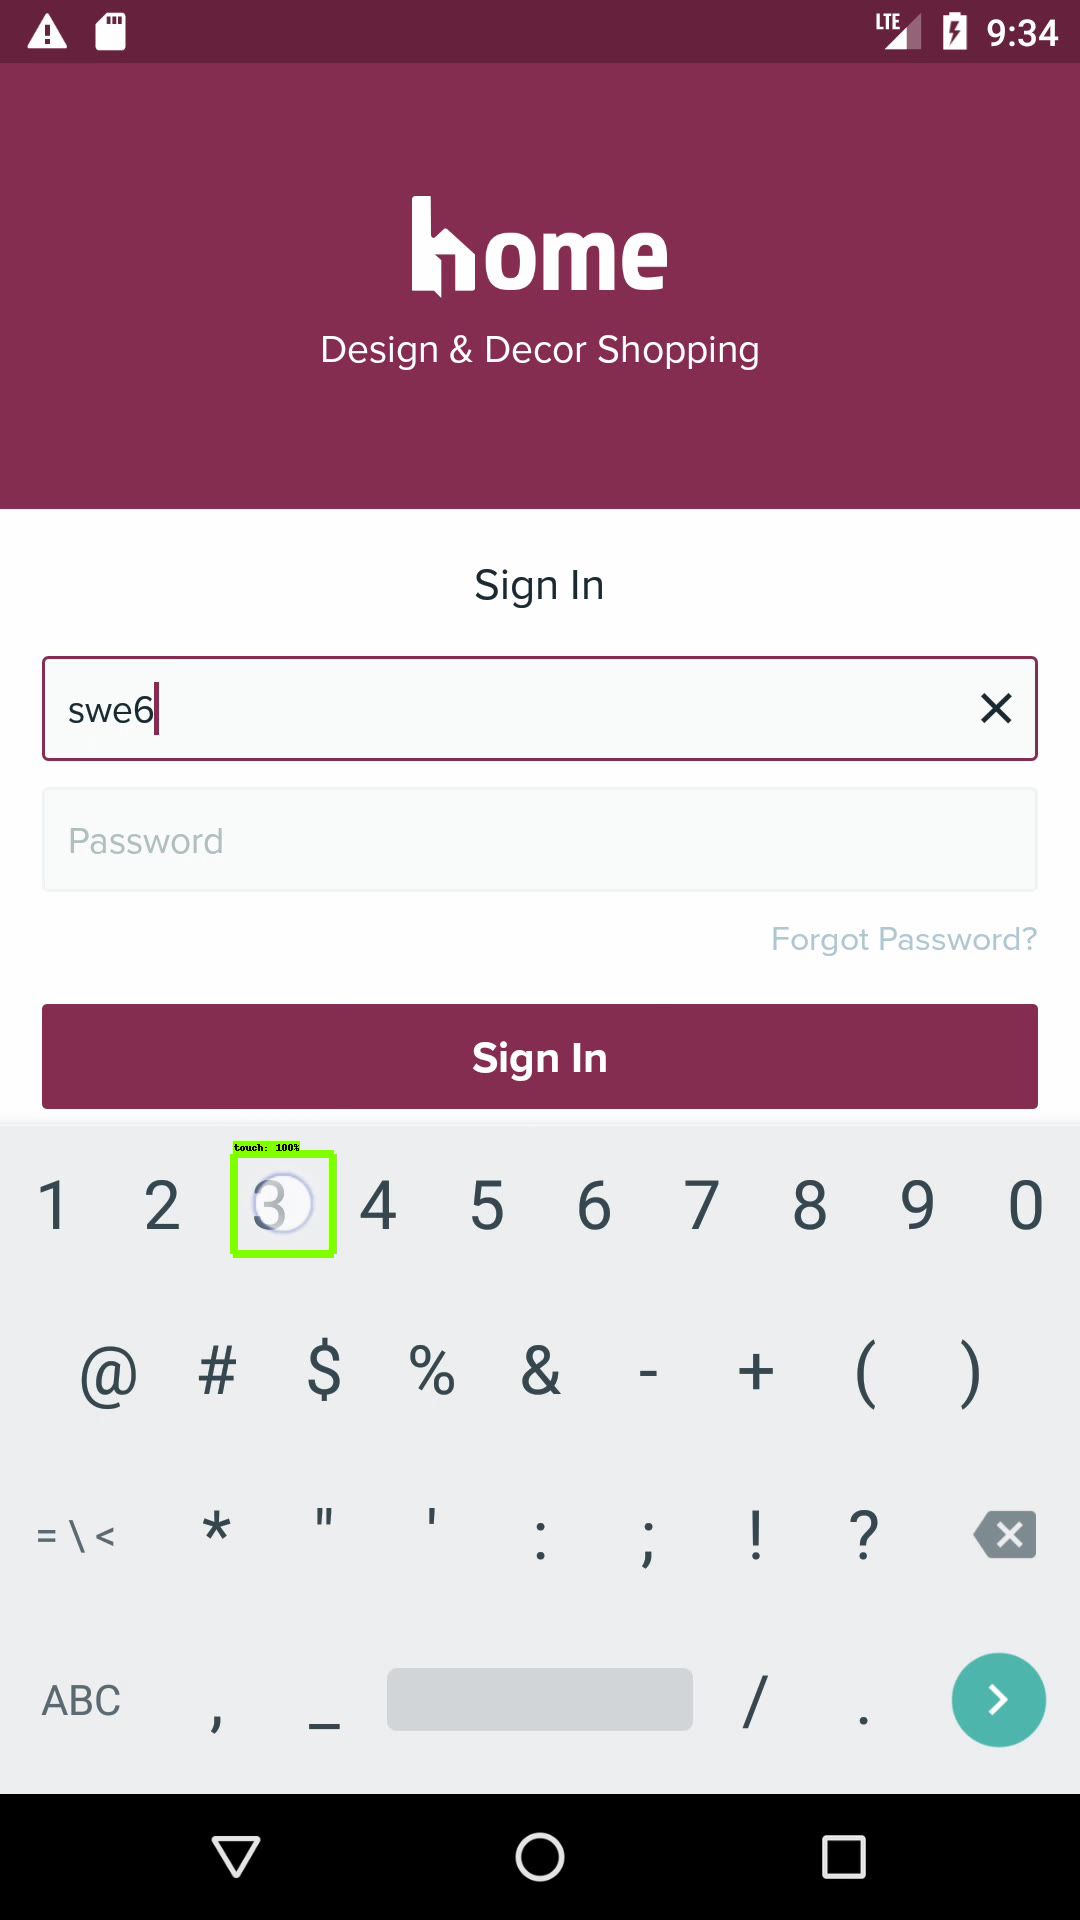 LTE 9:34
home
Design & Decor Shopping
Sign In
swe6
Password
Forgot Password?
Sign In
touch: 100%
1 2 3 4 5 6 7 8 9 0
@ # $ % & - + ( )
= \ < * " ' : ; ! ?
ABC , _ / .